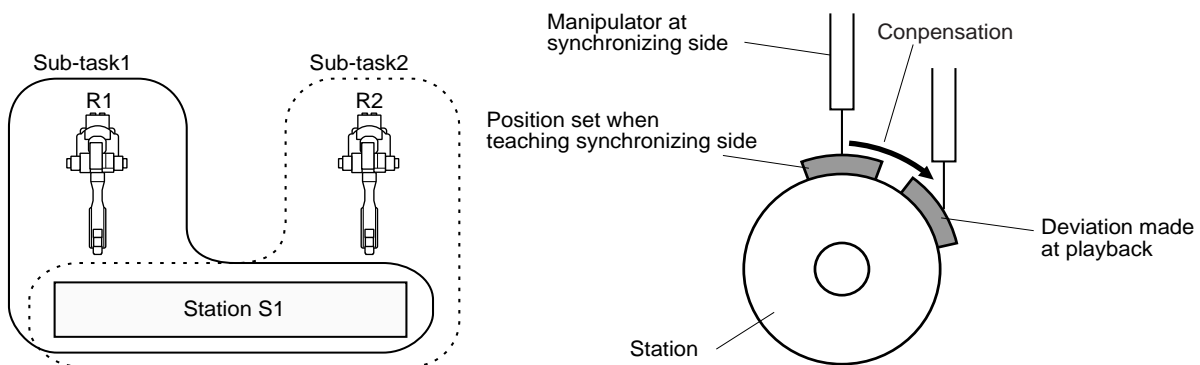 Sub-task1
Sub-task2
R1
R2
Station S1
Manipulator at
synchronizing side
Conpensation
Position set when
teaching synchronizing side
Deviation made
at playback
Station